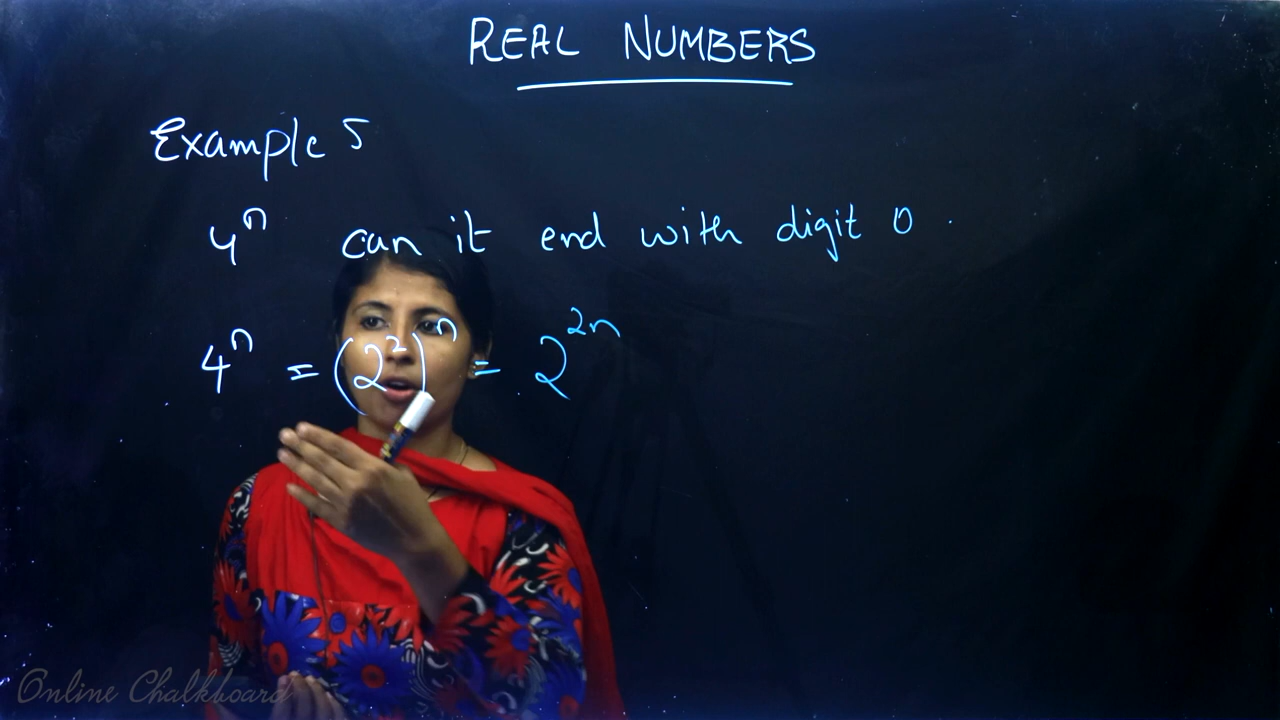 REAL NUMBERS
Example 5
4ⁿ can it end with digit 0.
4ⁿ = (2²)ⁿ = 2²ⁿ
Online Chalkboard